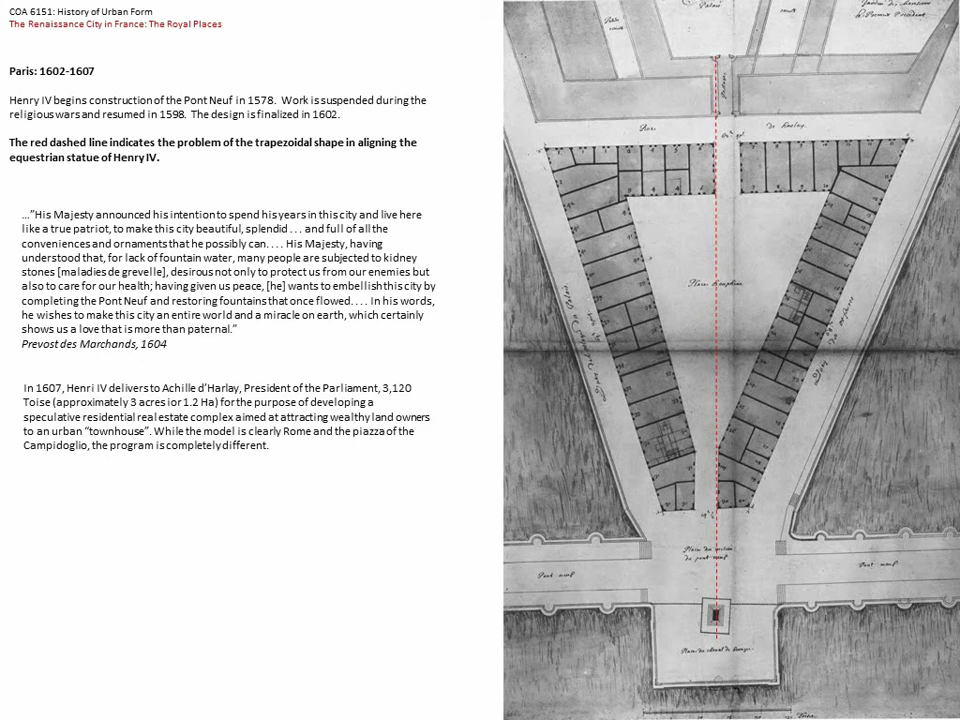 COA 6151: History of Urban Form
The Renaissance City in France: The Royal Places
Paris: 1602-1607
Henry IV begins construction of the Pont Neuf in 1578. Work is suspended during the
religious wars and resumed in 1598. The design is finalized in 1602.
The red dashed line indicates the problem of the trapezoidal shape in aligning the
equestrian statue of Henry IV.
…”His Majesty announced his intention to spend his years in this city and live here
like a true patriot, to make this city beautiful, splendid . . . and full of all the
conveniences and ornaments that he possibly can. . . . His Majesty, having
understood that, for lack of fountain water, many people are subjected to kidney
stones [maladies de grevelle], desirous not only to protect us from our enemies but
also to care for our health; having given us peace, [he] wants to embellish this city by
completing the Pont Neuf and restoring fountains that once flowed. . . . In his words,
he wishes to make this city an entire world and a miracle on earth, which certainly
shows us a love that is more than paternal.”
Prevost des Marchands, 1604
In 1607, Henri IV delivers to Achille d’Harlay, President of the Parliament, 3,120
Toise (approximately 3 acres ior 1.2 Ha) for the purpose of developing a
speculative residential real estate complex aimed at attracting wealthy land owners
to an urban “townhouse”. While the model is clearly Rome and the piazza of the
Campidoglio, the program is completely different.
Palais
Rue de Harlay
Place Dauphine
Pont neuf
Pont neuf